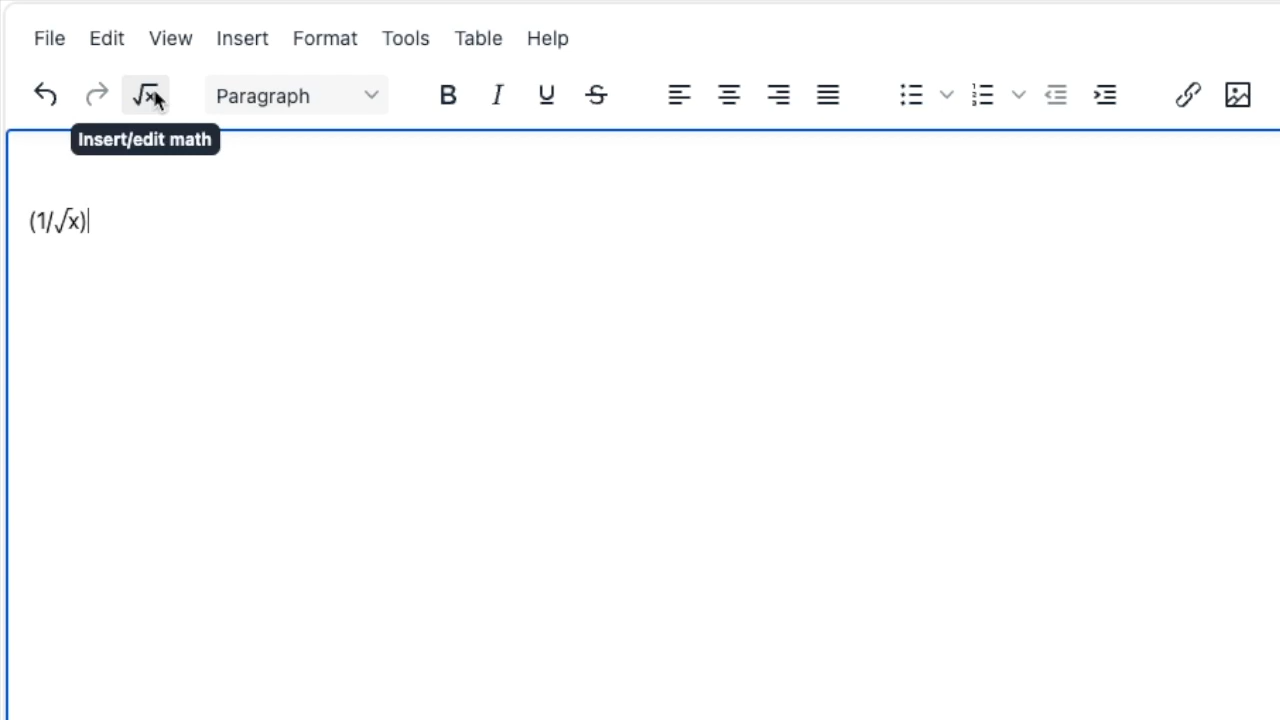 File Edit View Insert Format Tools Table Help
√x Paragraph B I U S
Insert/edit math
(1/√x)